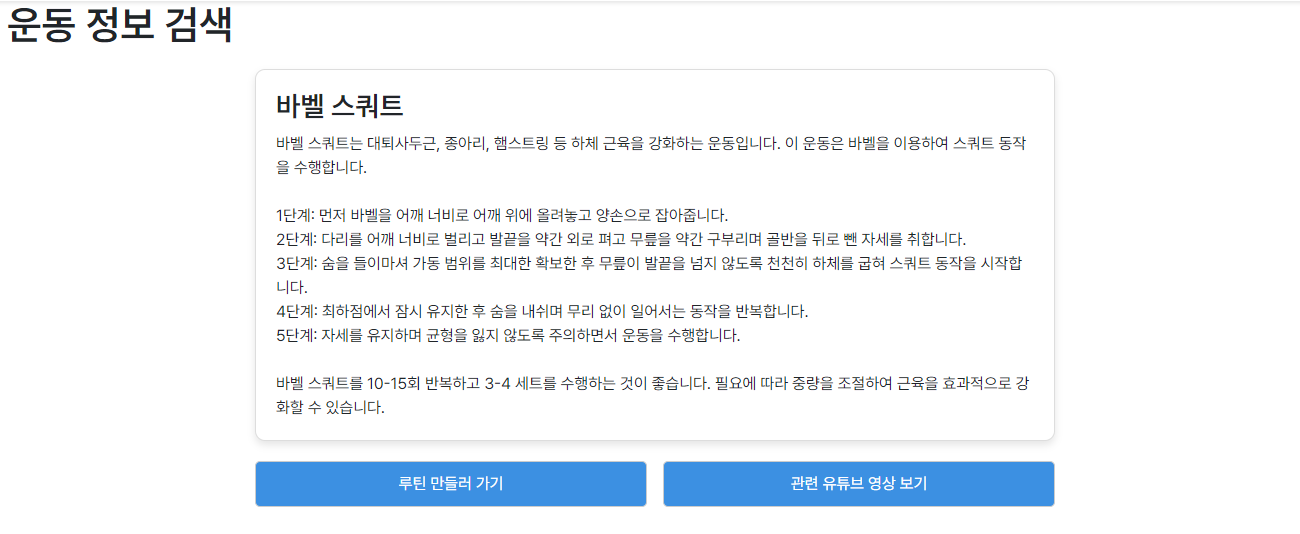 운동 정보 검색
바벨 스쿼트
바벨 스쿼트는 대퇴사두근, 종아리, 햄스트링 등 하체 근육을 강화하는 운동입니다. 이 운동은 바벨을 이용하여 스쿼트 동작
을 수행합니다.
1단계: 먼저 바벨을 어깨 너비로 어깨 위에 올려놓고 양손으로 잡아줍니다.
2단계: 다리를 어깨 너비로 벌리고 발끝을 약간 외로 펴고 무릎을 약간 구부리며 골반을 뒤로 뺀 자세를 취합니다.
3단계: 숨을 들이마셔 가동 범위를 최대한 확보한 후 무릎이 발끝을 넘지 않도록 천천히 하체를 굽혀 스쿼트 동작을 시작합
니다.
4단계: 최하점에서 잠시 유지한 후 숨을 내쉬며 무리 없이 일어서는 동작을 반복합니다.
5단계: 자세를 유지하며 균형을 잃지 않도록 주의하면서 운동을 수행합니다.
바벨 스쿼트를 10-15회 반복하고 3-4 세트를 수행하는 것이 좋습니다. 필요에 따라 중량을 조절하여 근육을 효과적으로 강
화할 수 있습니다.
루틴 만들러 가기
관련 유튜브 영상 보기